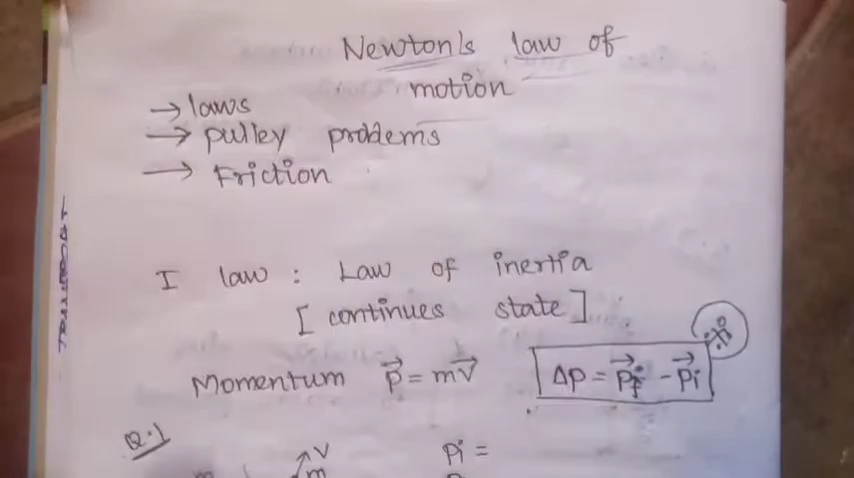 Newton's law of
motion
→ laws
→ pulley problems
→ Friction
I law : Law of inertia
[ continues state ]
Momentum p⃗ = mv⃗
Δp = p⃗f - p⃗i
Q.1
v
m
m
Pi =